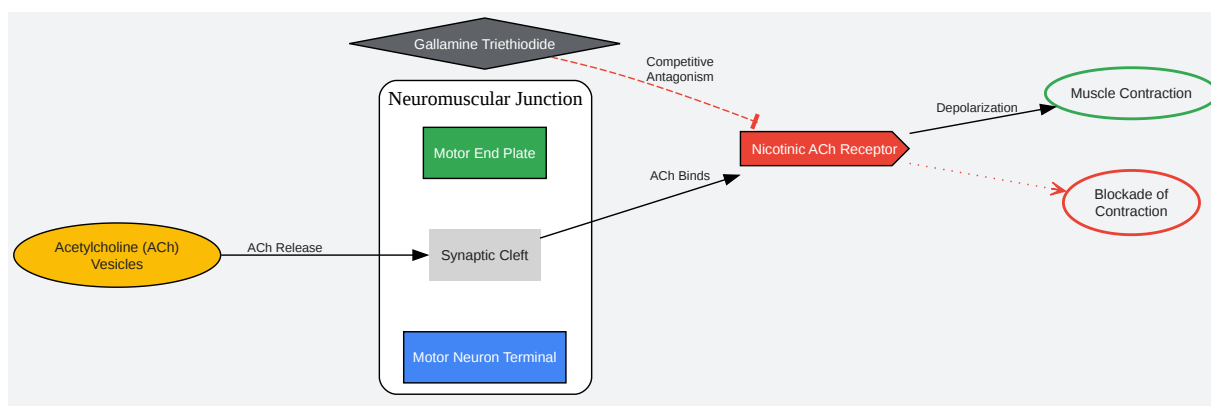 Gallamine Triethiodide
Competitive
Antagonism
Neuromuscular Junction
Muscle Contraction
Depolarization
Motor End Plate
Nicotinic ACh Receptor
ACh Binds
Blockade of
Contraction
Acetylcholine (ACh)
Vesicles
ACh Release
Synaptic Cleft
Motor Neuron Terminal